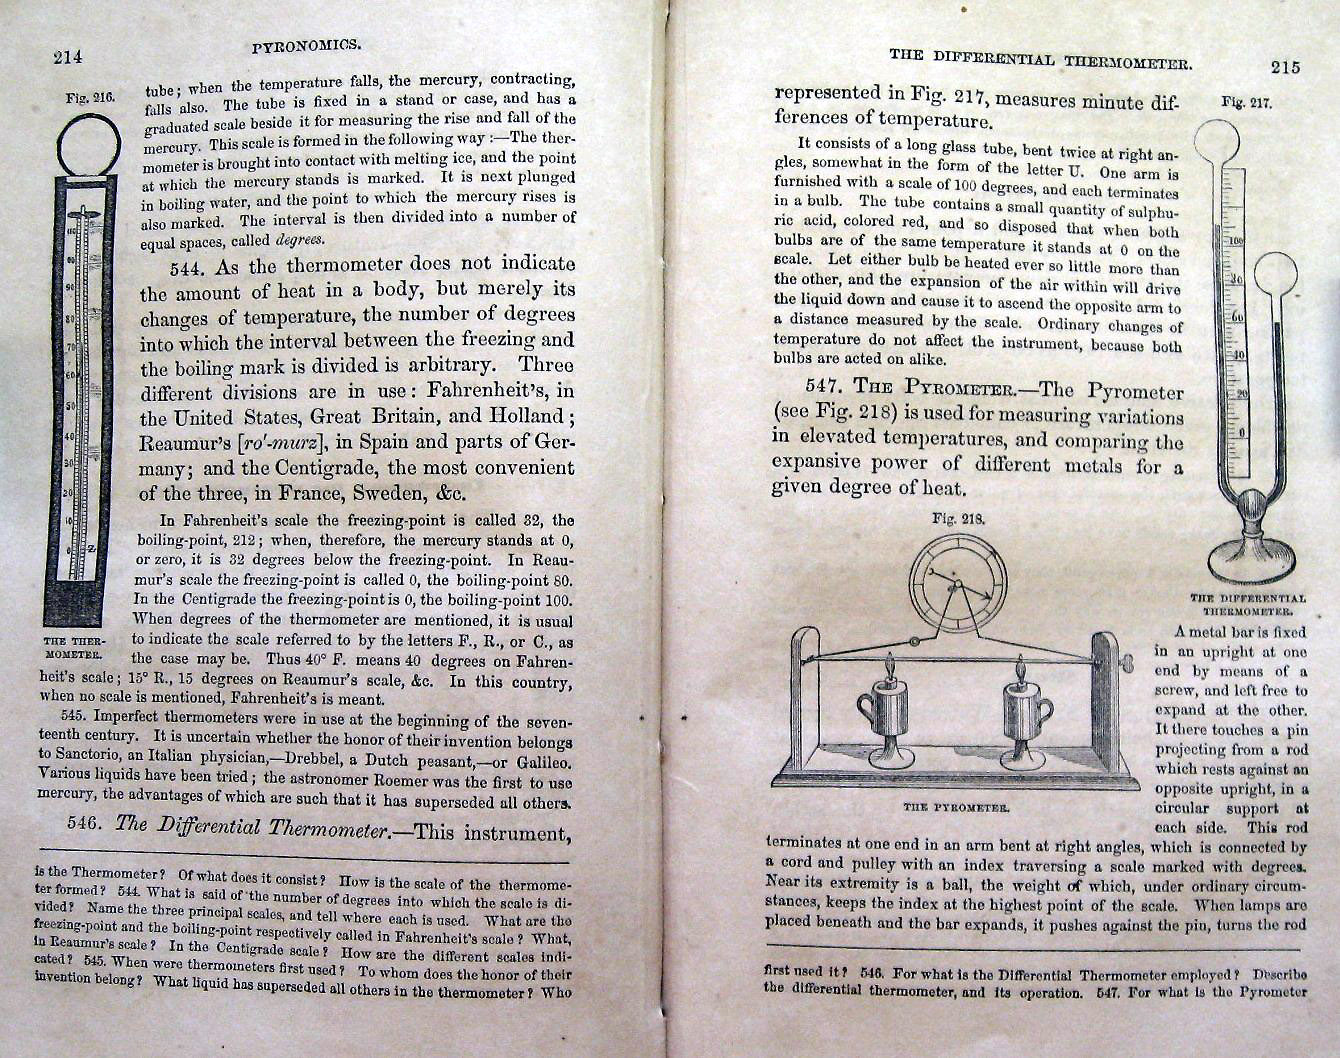 214
PYRONOMICS.
Fig. 216.
tube; when the temperature falls, the mercury, contracting,
falls also. The tube is fixed in a stand or case, and has a
graduated scale beside it for measuring the rise and fall of the
mercury. This scale is formed in the following way:—The ther-
mometer is brought into contact with melting ice, and the point
at which the mercury stands is marked. It is next plunged
in boiling water, and the point to which the mercury rises is
also marked. The interval is then divided into a number of
equal spaces, called degrees.
544. As the thermometer does not indicate
the amount of heat in a body, but merely its
changes of temperature, the number of degrees
into which the interval between the freezing and
the boiling mark is divided is arbitrary. Three
different divisions are in use: Fahrenheit's, in
the United States, Great Britain, and Holland;
Reaumur's [ro'-murz], in Spain and parts of Ger-
many; and the Centigrade, the most convenient
of the three, in France, Sweden, &c.
In Fahrenheit's scale the freezing-point is called 32, the
boiling-point, 212; when, therefore, the mercury stands at 0,
or zero, it is 32 degrees below the freezing-point. In Reau-
mur's scale the freezing-point is called 0, the boiling-point 80.
In the Centigrade the freezing-point is 0, the boiling-point 100.
When degrees of the thermometer are mentioned, it is usual
to indicate the scale referred to by the letters F., R., or C., as
the case may be. Thus 40° F. means 40 degrees on Fahren-
heit's scale; 15° R., 15 degrees on Reaumur's scale, &c. In this country,
when no scale is mentioned, Fahrenheit's is meant.
THE THER-
MOMETER.
545. Imperfect thermometers were in use at the beginning of the seven-
teenth century. It is uncertain whether the honor of their invention belongs
to Sanctorio, an Italian physician,—Drebbel, a Dutch peasant,—or Galileo.
Various liquids have been tried; the astronomer Roemer was the first to use
mercury, the advantages of which are such that it has superseded all others.
546. The Differential Thermometer.—This instrument,
is the Thermometer? Of what does it consist? How is the scale of the thermome-
ter formed? 544. What is said of the number of degrees into which the scale is di-
vided? Name the three principal scales, and tell where each is used. What are the
freezing-point and the boiling-point respectively called in Fahrenheit's scale? What,
in Reaumur's scale? In the Centigrade scale? How are the different scales indi-
cated? 545. When were thermometers first used? To whom does the honor of their
invention belong? What liquid has superseded all others in the thermometer? Who
THE DIFFERENTIAL THERMOMETER.
215
represented in Fig. 217, measures minute dif-
ferences of temperature.
Fig. 217.
It consists of a long glass tube, bent twice at right an-
gles, somewhat in the form of the letter U. One arm is
furnished with a scale of 100 degrees, and each terminates
in a bulb. The tube contains a small quantity of sulphu-
ric acid, colored red, and so disposed that when both
bulbs are of the same temperature it stands at 0 on the
scale. Let either bulb be heated ever so little more than
the other, and the expansion of the air within will drive
the liquid down and cause it to ascend the opposite arm to
a distance measured by the scale. Ordinary changes of
temperature do not affect the instrument, because both
bulbs are acted on alike.
100
80
60
40
20
0
547. THE PYROMETER.—The Pyrometer
(see Fig. 218) is used for measuring variations
in elevated temperatures, and comparing the
expansive power of different metals for a
given degree of heat.
Fig. 218.
THE DIFFERENTIAL
THERMOMETER.
THE PYROMETER.
A metal bar is fixed
in an upright at one
end by means of a
screw, and left free to
expand at the other.
It there touches a pin
projecting from a rod
which rests against an
opposite upright, in a
circular support at
each side. This rod
terminates at one end in an arm bent at right angles, which is connected by
a cord and pulley with an index traversing a scale marked with degrees.
Near its extremity is a ball, the weight of which, under ordinary circum-
stances, keeps the index at the highest point of the scale. When lamps are
placed beneath and the bar expands, it pushes against the pin, turns the rod
first used it? 546. For what is the Differential Thermometer employed? Describe
the differential thermometer, and its operation. 547. For what is the Pyrometer